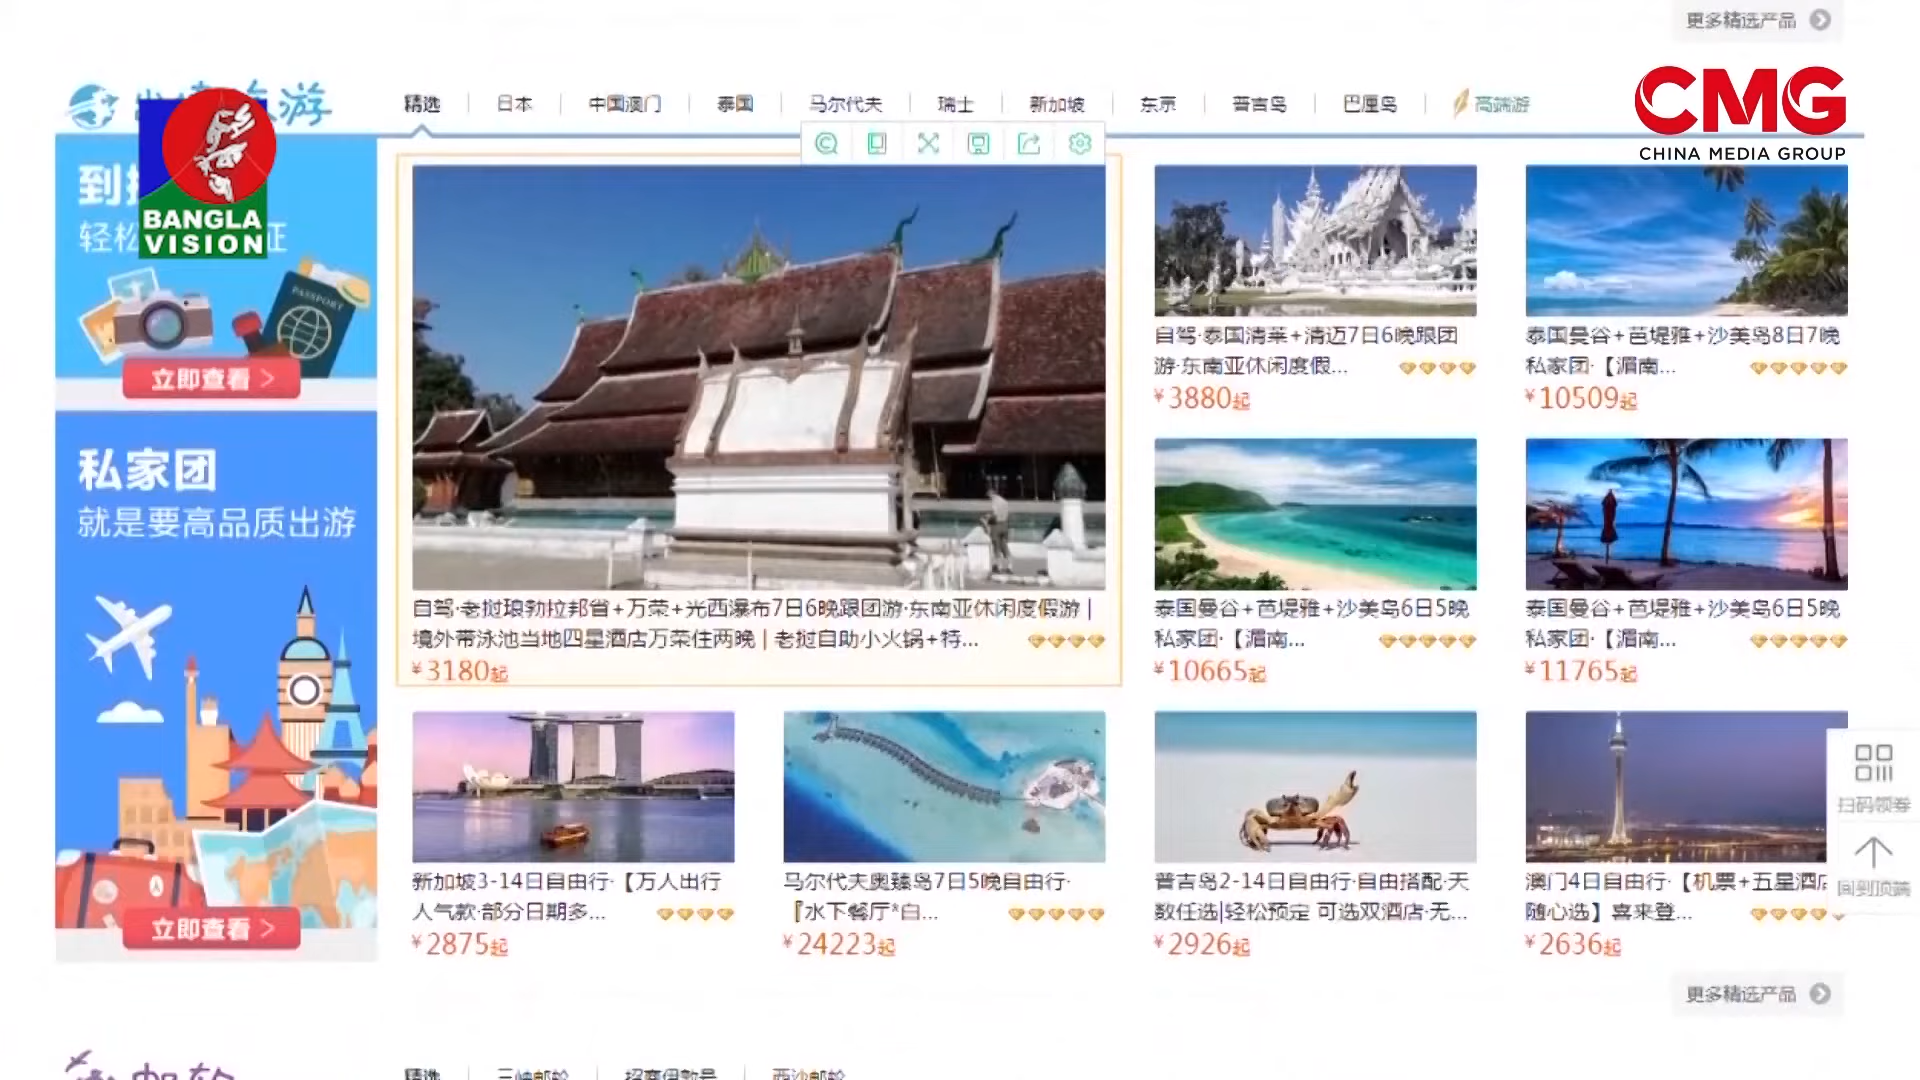 更多精选产品
游
精选
日本
中国澳门
泰国
马尔代夫
瑞士
新加坡
东京
普吉岛
巴厘岛
高端游
CMG
CHINA MEDIA GROUP
到
轻松
证
BANGLA
VISION
PASSPORT
立即查看 >
私家团
就是要高品质出游
立即查看 >
自驾·老挝琅勃拉邦省+万荣+光西瀑布7日6晚跟团游·东南亚休闲度假游 |
境外带泳池当地四星酒店万荣住两晚 | 老挝自助小火锅+特...
¥3180起
自驾·泰国清莱+清迈7日6晚跟团
游·东南亚休闲度假...
¥3880起
泰国曼谷+芭堤雅+沙美岛8日7晚
私家团·【湄南...
¥10509起
泰国曼谷+芭堤雅+沙美岛6日5晚
私家团·【湄南...
¥10665起
泰国曼谷+芭堤雅+沙美岛6日5晚
私家团·【湄南...
¥11765起
新加坡3-14日自由行·【万人出行
人气款·部分日期多...
¥2875起
马尔代夫奥臻岛7日5晚自由行·
『水下餐厅*白...
¥24223起
普吉岛2-14日自由行·自由搭配·天
数任选|轻松预定 可选双酒店·无...
¥2926起
澳门4日自由行·【机票+五星酒店
随心选】喜来登...
¥2636起
扫码领券
回到顶端
更多精选产品
邮轮
精选
三峡邮轮
招商伊敦号
西沙邮轮